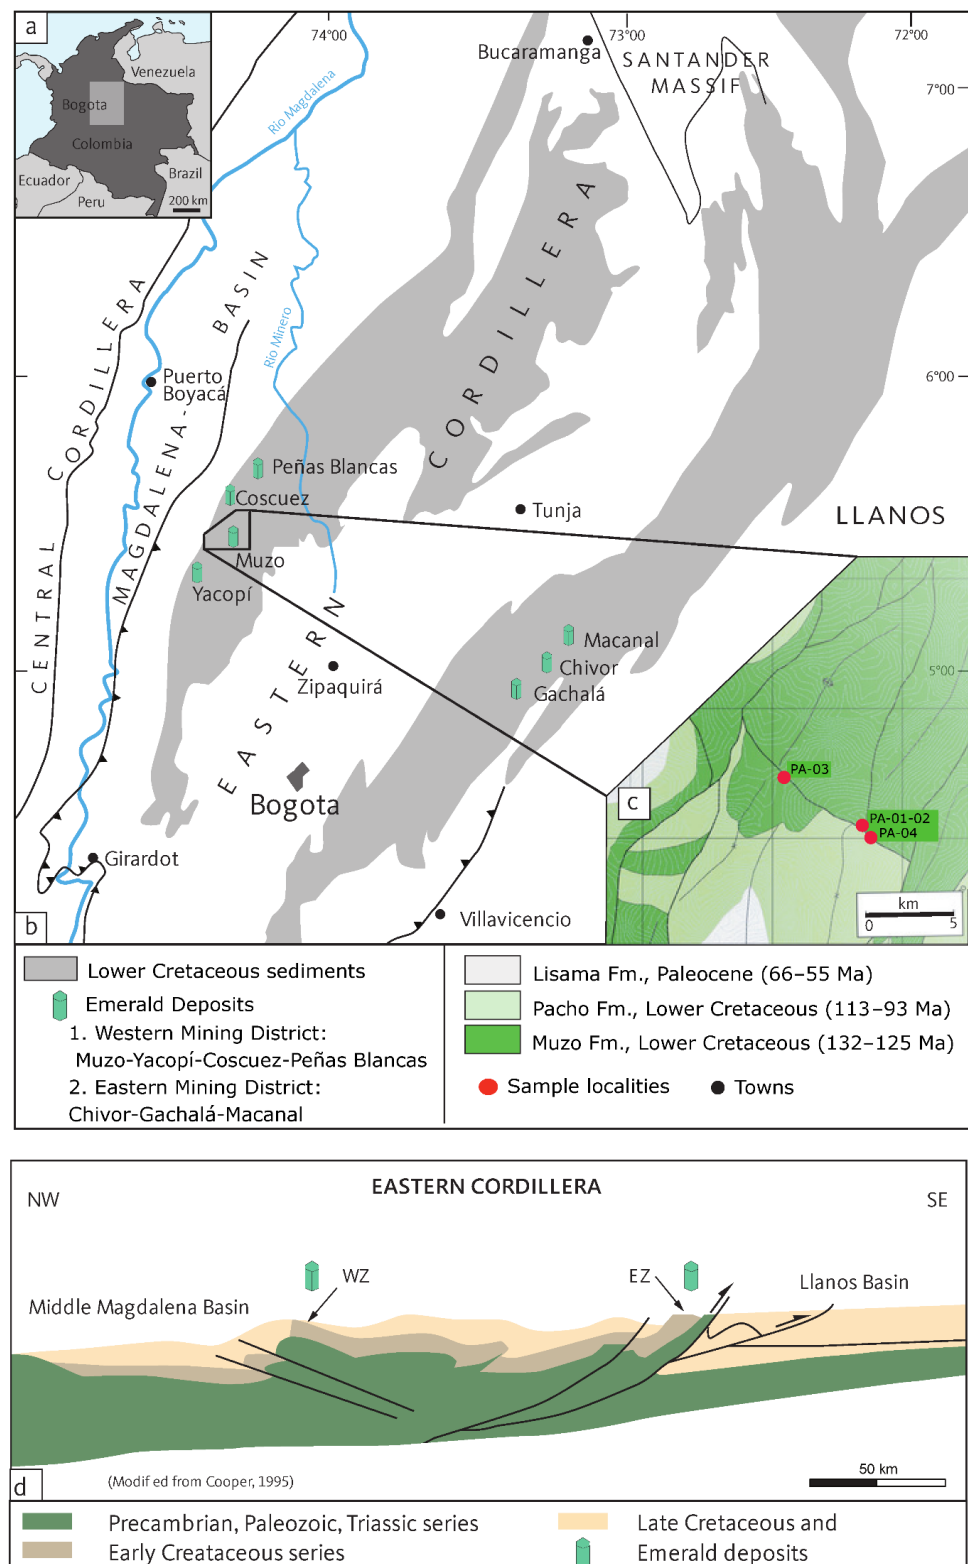 a
Venezuela
Bogota
Colombia
Ecuador
Peru
Brazil
200 km
74°00
73°00
72°00
7°00
6°00
5°00
Bucaramanga
SANTANDER
MASSIF
Rio Magdalena
Rio Minero
CENTRAL CORDILLERA
MAGDALENA-BASIN
EASTERN CORDILLERA
Puerto
Boyacá
Peñas Blancas
Coscuez
Muzo
Yacopí
Tunja
LLANOS
Macanal
Chivor
Gachalá
Zipaquirá
Bogota
Girardot
Villavicencio
b
c
PA-03
PA-01-02
PA-04
km
0 5
Lower Cretaceous sediments
Emerald Deposits
1. Western Mining District:
Muzo-Yacopí-Coscuez-Peñas Blancas
2. Eastern Mining District:
Chivor-Gachalá-Macanal
Lisama Fm., Paleocene (66–55 Ma)
Pacho Fm., Lower Cretaceous (113–93 Ma)
Muzo Fm., Lower Cretaceous (132–125 Ma)
Sample localities
Towns
EASTERN CORDILLERA
NW
SE
WZ
EZ
Middle Magdalena Basin
Llanos Basin
d
(Modif ed from Cooper, 1995)
50 km
Precambrian, Paleozoic, Triassic series
Early Creataceous series
Late Cretaceous and
Emerald deposits